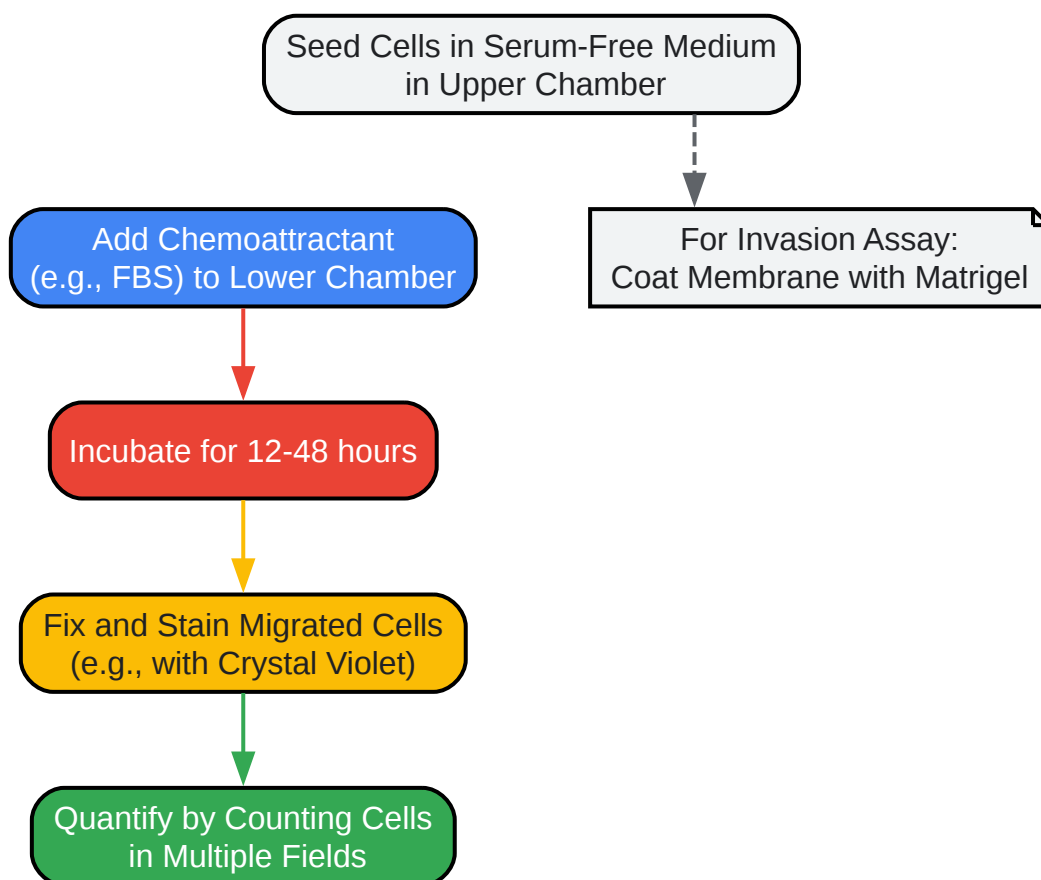 Seed Cells in Serum-Free Medium
in Upper Chamber
Add Chemoattractant
(e.g., FBS) to Lower Chamber
For Invasion Assay:
Coat Membrane with Matrigel
Incubate for 12-48 hours
Fix and Stain Migrated Cells
(e.g., with Crystal Violet)
Quantify by Counting Cells
in Multiple Fields